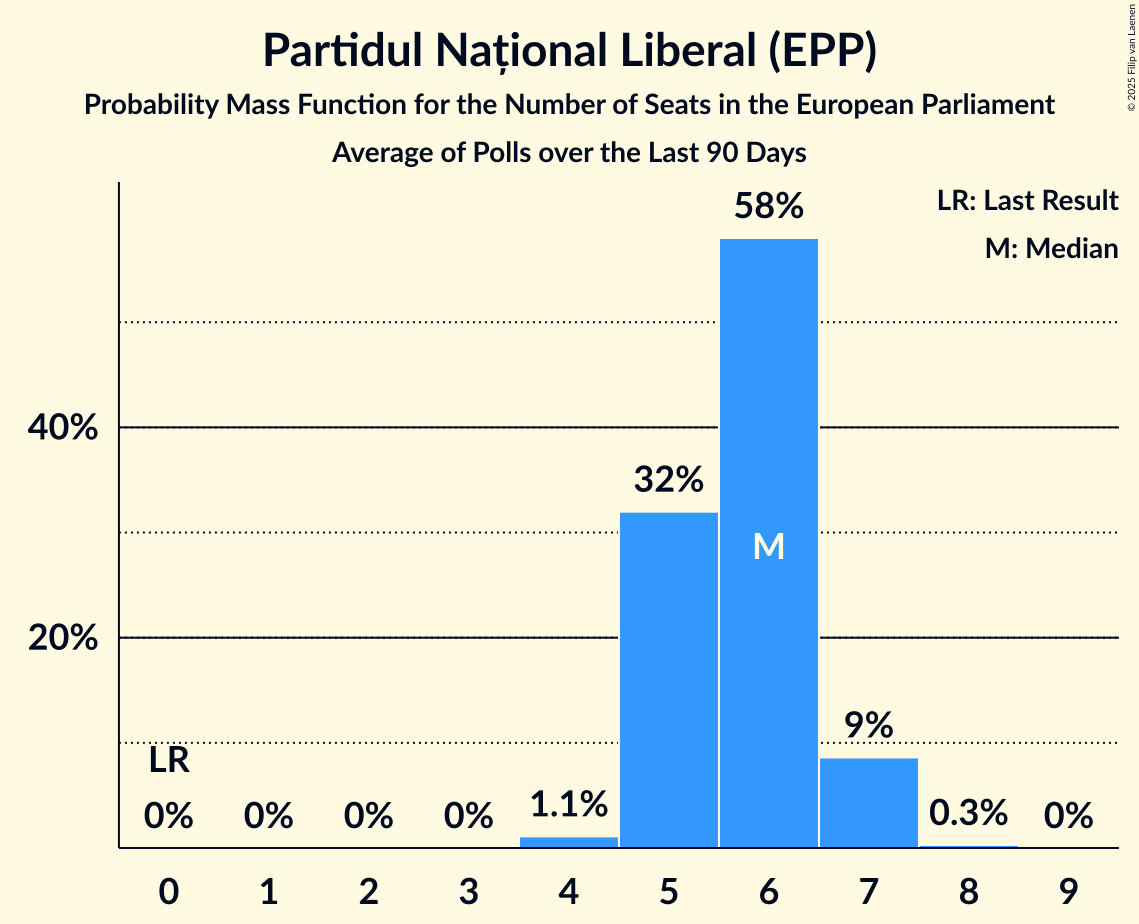 Partidul Național Liberal (EPP)
Probability Mass Function for the Number of Seats in the European Parliament
Average of Polls over the Last 90 Days
© 2025 Filip van Laenen
LR: Last Result
M: Median
58%
40%
32%
M
20%
9%
LR
0% 0% 0% 0% 1.1% 0.3% 0%
0 1 2 3 4 5 6 7 8 9